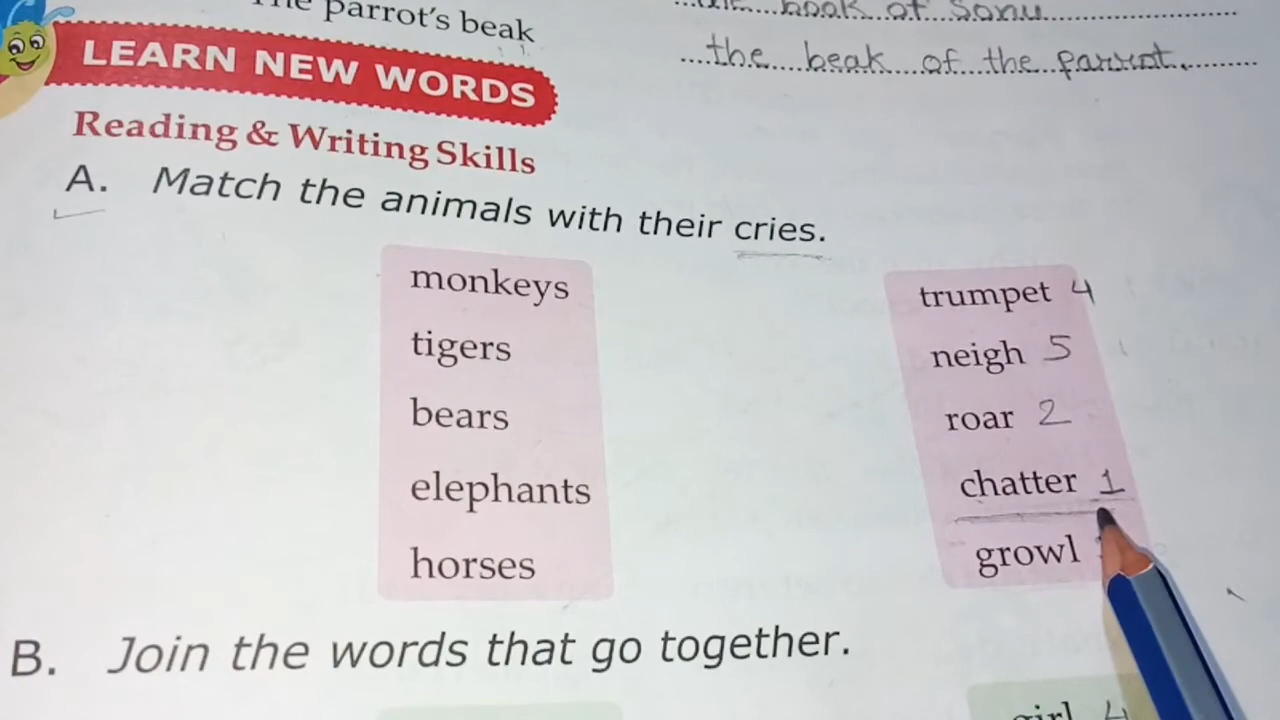 The parrot's beak
book of Sonu
the beak of the parrot.
LEARN NEW WORDS
Reading & Writing Skills
A. Match the animals with their cries.
monkeys
tigers
bears
elephants
horses
trumpet 4
neigh 5
roar 2
chatter 1
growl
B. Join the words that go together.
girl 4